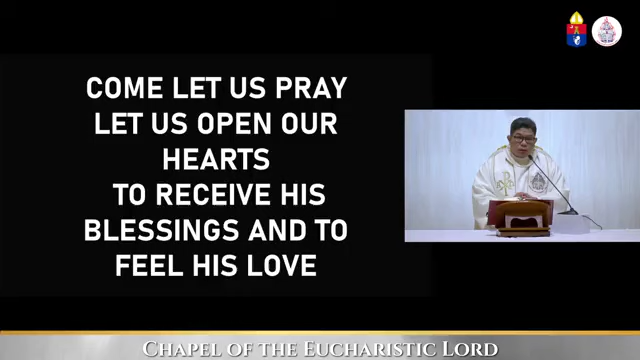 COME LET US PRAY
LET US OPEN OUR
HEARTS
TO RECEIVE HIS
BLESSINGS AND TO
FEEL HIS LOVE
CHAPEL OF THE EUCHARISTIC LORD